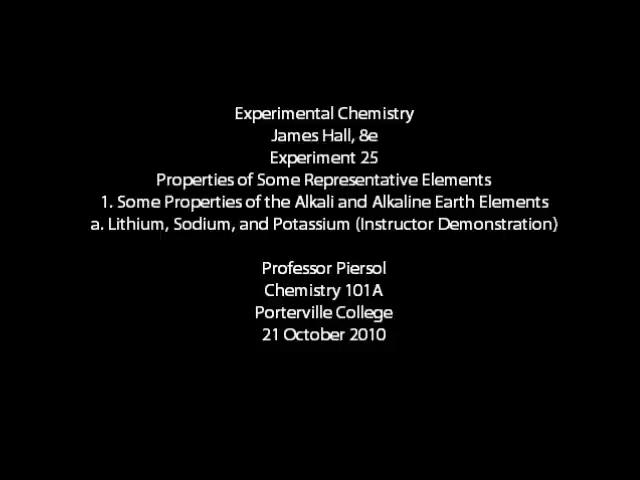 Experimental Chemistry
James Hall, 8e
Experiment 25
Properties of Some Representative Elements
1. Some Properties of the Alkali and Alkaline Earth Elements
a. Lithium, Sodium, and Potassium (Instructor Demonstration)
Professor Piersol
Chemistry 101A
Porterville College
21 October 2010